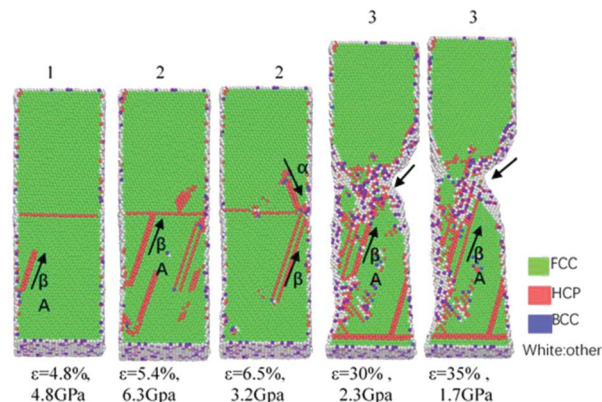 1
2
2
3
3
α
β
A
β
A
β
β
A
β
A
FCC
HCP
BCC
White:other
ε=4.8%,
4.8GPa
ε=5.4%,
6.3Gpa
ε=6.5%,
3.2Gpa
ε=30% ,
2.3Gpa
ε=35% ,
1.7GPa